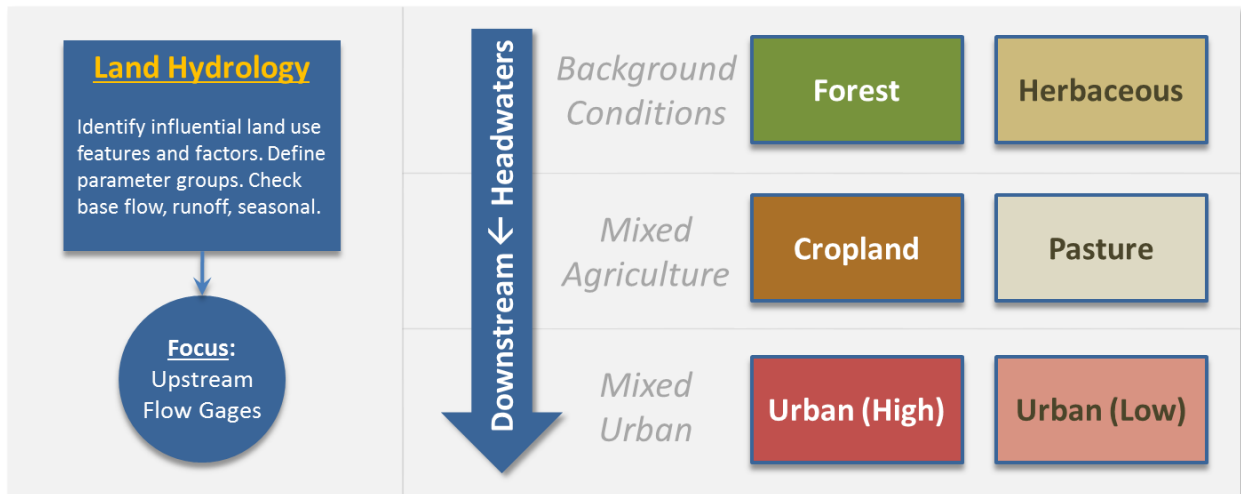 Land Hydrology
Identify influential land use
features and factors. Define
parameter groups. Check
base flow, runoff, seasonal.
Focus:
Upstream
Flow Gages
Downstream ← Headwaters
Background
Conditions
Forest
Herbaceous
Mixed
Agriculture
Cropland
Pasture
Mixed
Urban
Urban (High)
Urban (Low)